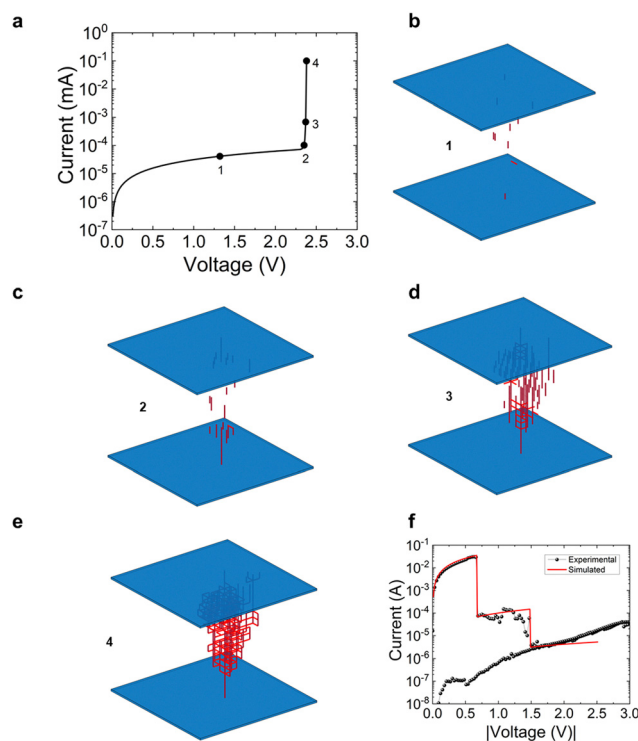 a
10⁰
10⁻¹
10⁻²
10⁻³
10⁻⁴
10⁻⁵
10⁻⁶
10⁻⁷
Current (mA)
4
3
2
1
0.0 0.5 1.0 1.5 2.0 2.5 3.0
Voltage (V)
b
1
c
2
d
3
e
4
f
10⁻¹
10⁻²
10⁻³
10⁻⁴
10⁻⁵
10⁻⁶
10⁻⁷
10⁻⁸
Current (A)
Experimental
Simulated
0.0 0.5 1.0 1.5 2.0 2.5 3.0
|Voltage (V)|